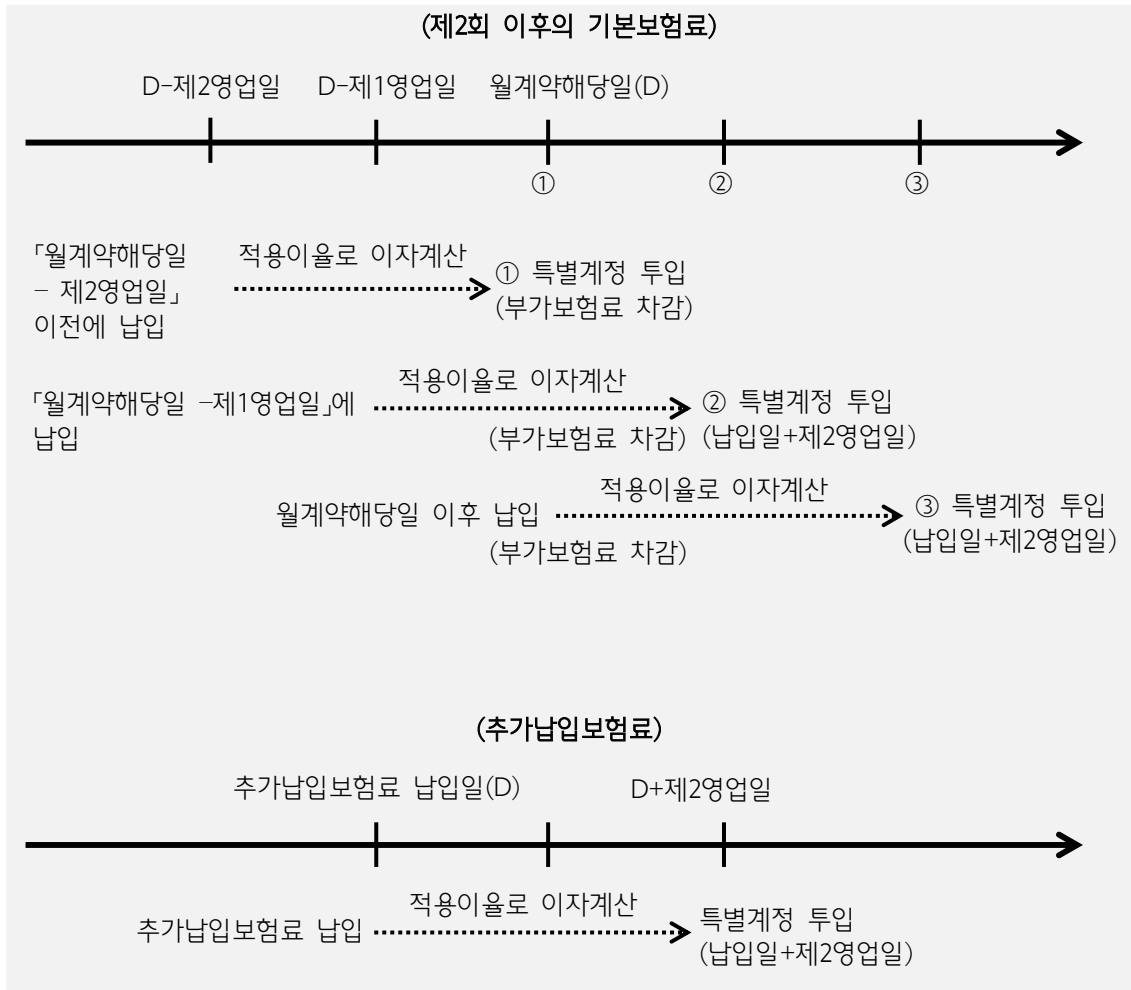 (제2회 이후의 기본보험료)
D-제2영업일 D-제1영업일 월계약해당일(D)
① ② ③
「월계약해당일
- 제2영업일」
이전에 납입
적용이율로 이자계산
① 특별계정 투입
(부가보험료 차감)
「월계약해당일 -제1영업일」에
납입
적용이율로 이자계산
(부가보험료 차감)
② 특별계정 투입
(납입일+제2영업일)
월계약해당일 이후 납입
(부가보험료 차감)
적용이율로 이자계산
③ 특별계정 투입
(납입일+제2영업일)
(추가납입보험료)
추가납입보험료 납입일(D) D+제2영업일
추가납입보험료 납입
적용이율로 이자계산
특별계정 투입
(납입일+제2영업일)